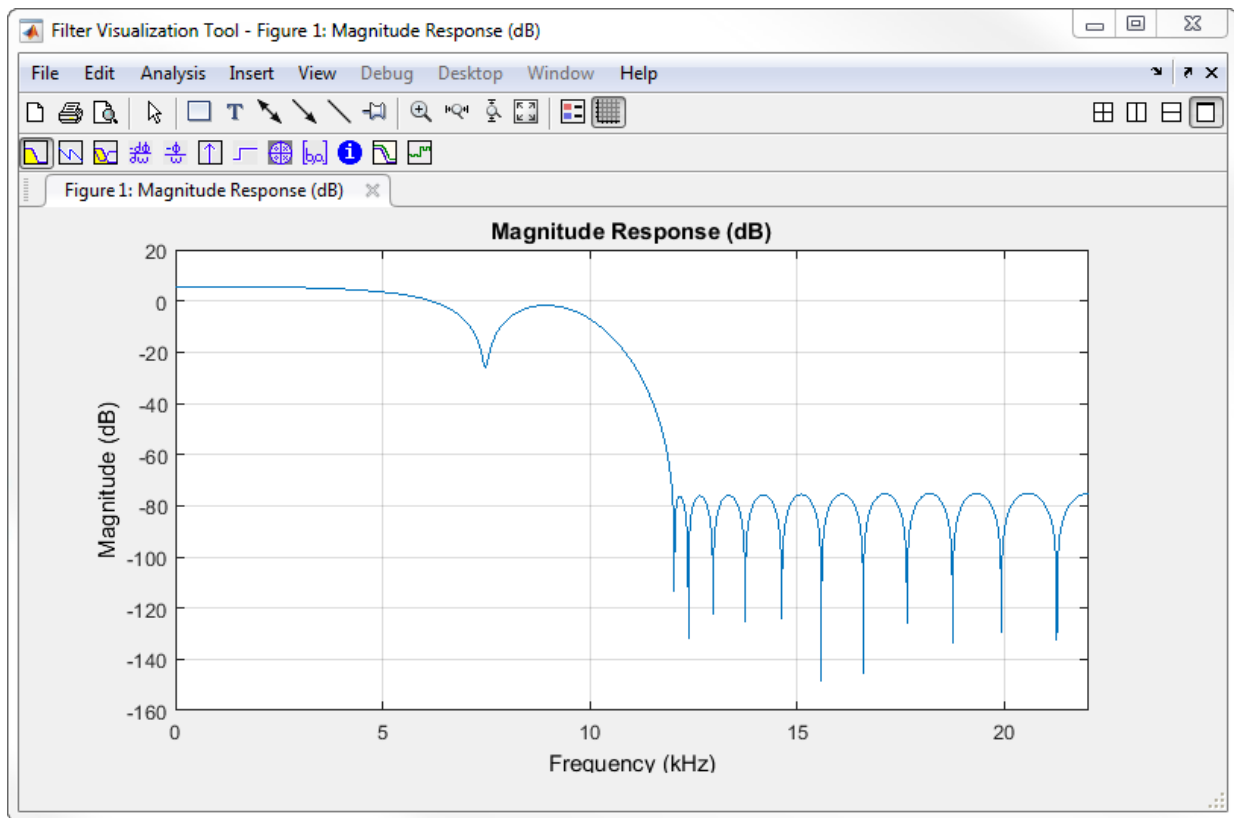 Filter Visualization Tool - Figure 1: Magnitude Response (dB)
File Edit Analysis Insert View Debug Desktop Window Help
T
[b,a] i
Figure 1: Magnitude Response (dB)
Magnitude Response (dB)
20
0
-20
-40
-60
-80
-100
-120
-140
-160
Magnitude (dB)
0 5 10 15 20
Frequency (kHz)